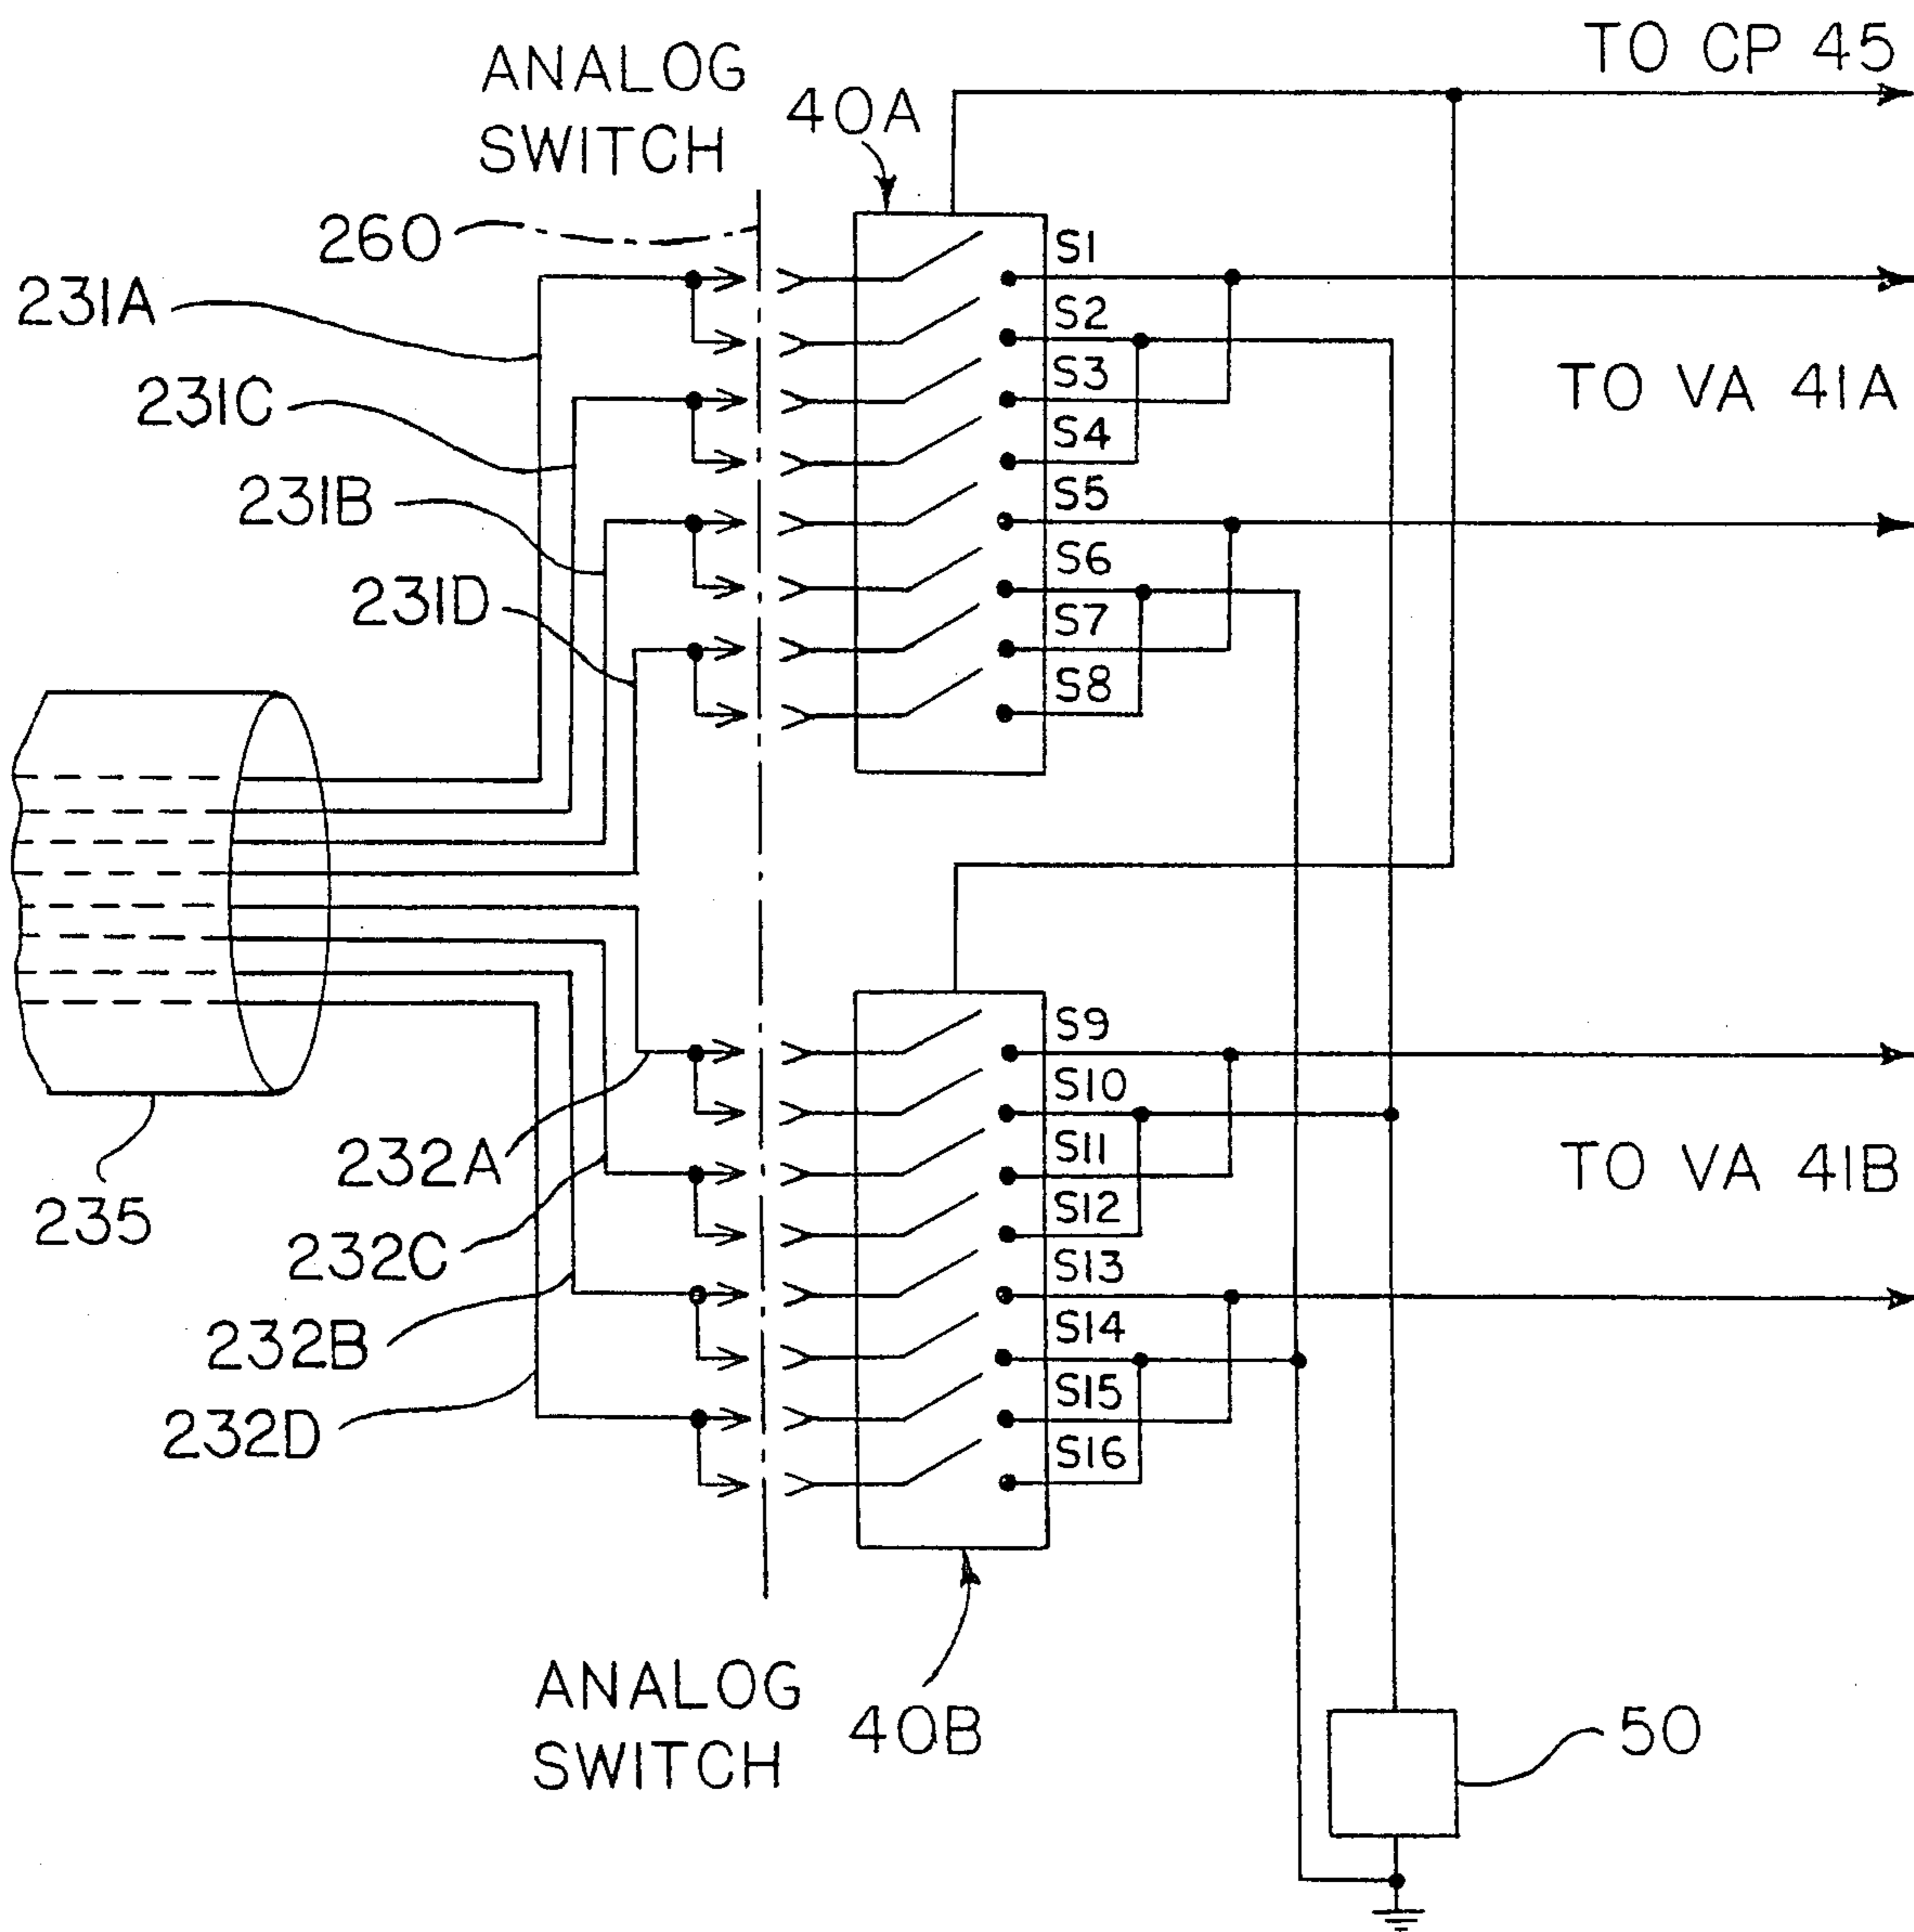 TO CP 45
ANALOG
SWITCH
40A
260
S1
231A
S2
TO VA 41A
S3
231C
S4
231B
S5
S6
231D
S7
S8
S9
S10
232A
S11
TO VA 41B
235
S12
232C
S13
232B
S14
S15
232D
S16
ANALOG
SWITCH
40B
50